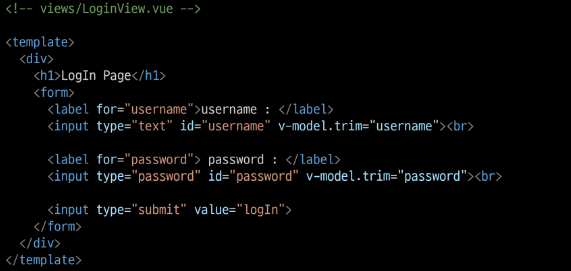 <!-- views/LoginView.vue -->
<template>
<div>
<h1>LogIn Page</h1>
<form>
<label for="username">username : </label>
<input type="text" id="username" v-model.trim="username"><br>
<label for="password"> password : </label>
<input type="password" id="password" v-model.trim="password"><br>
<input type="submit" value="logIn">
</form>
</div>
</template>